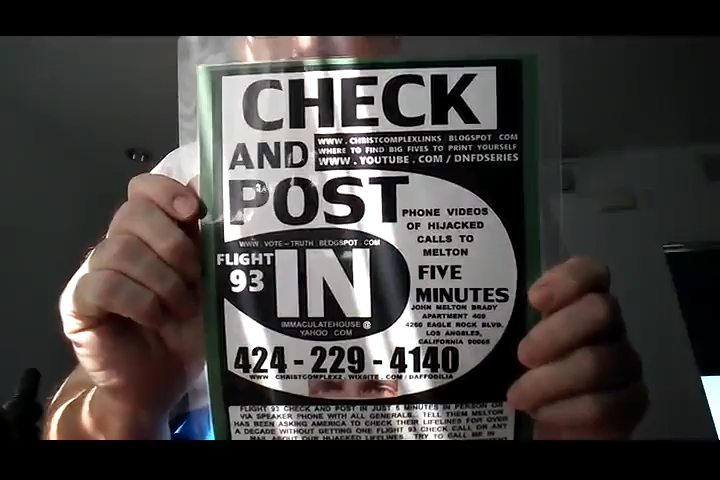 CHECK
AND
WWW.CHRISTCOMPLEXLINKS BLOGSPOT COM
WHERE TO FIND BIG FIVES TO PRINT YOURSELF
WWW.YOUTUBE.COM/DNFDSERIES
POST
PHONE VIDEOS
OF HIJACKED
CALLS TO
MELTON
FIVE
MINUTES
WWW.VOTE-TRUTH.BLOGSPOT.COM
FLIGHT
93
IN
IMMACULATEHOUSE@
YAHOO.COM
JOHN MELTON BRADY
APARTMENT 409
4260 EAGLE ROCK BLVD.
LOS ANGELES,
CALIFORNIA 90065
424-229-4140
WWW.CHRISTCOMPLEX2.WIXSITE.COM/DAFFODILIA
FLIGHT 93 CHECK AND POST IN JUST 5 MINUTES IN PERSON OR
VIA SPEAKER PHONE WITH ALL GENERALS... TELL THEM MELTON
HAS BEEN ASKING AMERICA TO CHECK THEIR LIFELINES FOR OVER
A DECADE WITHOUT GETTING ONE FLIGHT 93 CHECK CALL OR ANY
MAIL ABOUT OUR HIJACKED LIFELINES. TRY TO CALL ME IN